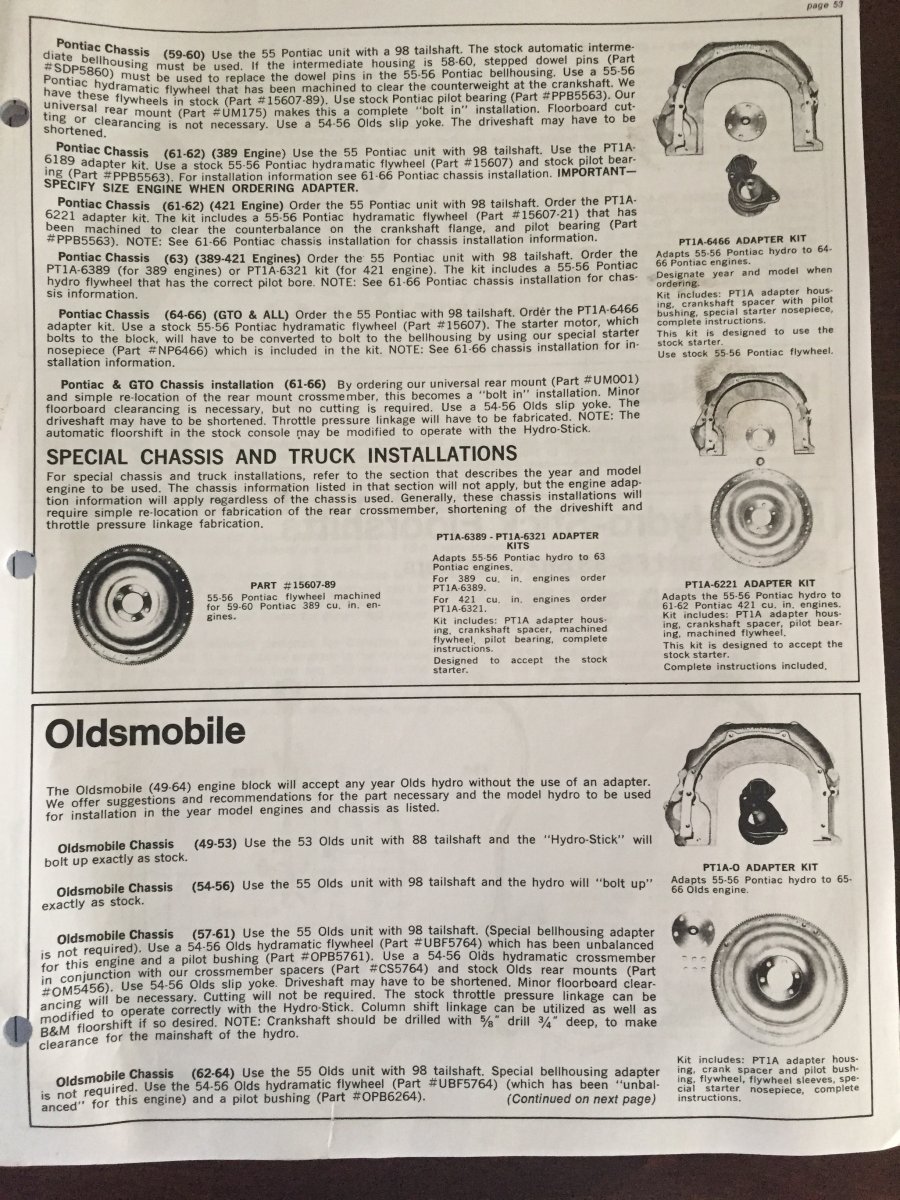 page 53
Pontiac Chassis (59-60) Use the 55 Pontiac unit with a 98 tailshaft. The stock automatic interme-
diate bellhousing must be used. If the intermediate housing is 58-60, stepped dowel pins (Part
#SDP5860) must be used to replace the dowel pins in the 55-56 Pontiac bellhousing. Use a 55-56
Pontiac hydramatic flywheel that has been machined to clear the counterweight at the crankshaft. We
have these flywheels in stock (Part #15607-89). Use stock Pontiac pilot bearing (Part #PPB5563). Our
universal rear mount (Part #UM175) makes this a complete "bolt in" installation. Floorboard cut-
ting or clearancing is not necessary. Use a 54-56 Olds slip yoke. The driveshaft may have to be
shortened.
Pontiac Chassis (61-62) (389 Engine) Use the 55 Pontiac unit with 98 tailshaft. Use the PT1A-
6189 adapter kit. Use a stock 55-56 Pontiac hydramatic flywheel (Part #15607) and stock pilot bear-
ing (Part #PPB5563). For installation information see 61-66 Pontiac chassis installation. IMPORTANT—
SPECIFY SIZE ENGINE WHEN ORDERING ADAPTER.
Pontiac Chassis (61-62) (421 Engine) Order the 55 Pontiac unit with 98 tailshaft. Order the PT1A-
6221 adapter kit. The kit includes a 55-56 Pontiac hydramatic flywheel (Part #15607-21) that has
been machined to clear the counterbalance on the crankshaft flange, and pilot bearing (Part
#PPB5563). NOTE: See 61-66 Pontiac chassis installation for chassis installation information.
Pontiac Chassis (63) (389-421 Engines) Order the 55 Pontiac unit with 98 tailshaft. Order the
PT1A-6389 (for 389 engines) or PT1A-6321 kit (for 421 engine). The kit includes a 55-56 Pontiac
hydro flywheel that has the correct pilot bore. NOTE: See 61-66 Pontiac chassis installation for chas-
sis information.
Pontiac Chassis (64-66) (GTO & ALL) Order the 55 Pontiac with 98 tailshaft. Order the PT1A-6466
adapter kit. Use a stock 55-56 Pontiac hydramatic flywheel (Part #15607). The starter motor, which
bolts to the block, will have to be converted to bolt to the bellhousing by using our special starter
nosepiece (Part #NP6466) which is included in the kit. NOTE: See 61-66 chassis installation for in-
stallation information.
Pontiac & GTO Chassis installation (61-66) By ordering our universal rear mount (Part #UM001)
and simple re-location of the rear mount crossmember, this becomes a "bolt in" installation. Minor
floorboard clearancing is necessary, but no cutting is required. Use a 54-56 Olds slip yoke. The
driveshaft may have to be shortened. Throttle pressure linkage will have to be fabricated. NOTE: The
automatic floorshift in the stock console may be modified to operate with the Hydro-Stick.
SPECIAL CHASSIS AND TRUCK INSTALLATIONS
For special chassis and truck installations, refer to the section that describes the year and model
engine to be used. The chassis information listed in that section will not apply, but the engine adap-
tion information will apply regardless of the chassis used. Generally, these chassis installations will
require simple re-location or fabrication of the rear crossmember, shortening of the driveshift and
throttle pressure linkage fabrication.
PART #15607-89
55-56 Pontiac flywheel machined
for 59-60 Pontiac 389 cu. in. en-
gines.
PT1A-6389 - PT1A-6321 ADAPTER
KITS
Adapts 55-56 Pontiac hydro to 63
Pontiac engines.
For 389 cu. in. engines order
PT1A-6389.
For 421 cu. in. engines order
PT1A-6321.
Kit includes: PT1A adapter hous-
ing, crankshaft spacer, machined
flywheel, pilot bearing, complete
instructions.
Designed to accept the stock
starter.
PT1A-6466 ADAPTER KIT
Adapts 55-56 Pontiac hydro to 64-
66 Pontiac engines.
Designate year and model when
ordering.
Kit includes: PT1A adapter hous-
ing, crankshaft spacer with pilot
bushing, special starter nosepiece,
complete instructions.
This kit is designed to use the
stock starter.
Use stock 55-56 Pontiac flywheel.
PT1A-6221 ADAPTER KIT
Adapts the 55-56 Pontiac hydro to
61-62 Pontiac 421 cu. in. engines.
Kit includes: PT1A adapter hous-
ing, crankshaft spacer, pilot bear-
ing, machined flywheel.
This kit is designed to accept the
stock starter.
Complete instructions included.
Oldsmobile
The Oldsmobile (49-64) engine block will accept any year Olds hydro without the use of an adapter.
We offer suggestions and recommendations for the part necessary and the model hydro to be used
for installation in the year model engines and chassis as listed.
Oldsmobile Chassis (49-53) Use the 53 Olds unit with 88 tailshaft and the "Hydro-Stick" will
bolt up exactly as stock.
Oldsmobile Chassis (54-56) Use the 55 Olds unit with 98 tailshaft and the hydro will "bolt up"
exactly as stock.
Oldsmobile Chassis (57-61) Use the 55 Olds unit with 98 tailshaft. (Special bellhousing adapter
is not required). Use a 54-56 Olds hydramatic flywheel (Part #UBF5764) which has been unbalanced
for this engine and a pilot bushing (Part #OPB5761). Use a 54-56 Olds hydramatic crossmember
in conjunction with our crossmember spacers (Part #CS5764) and stock Olds rear mounts (Part
#OM5456). Use 54-56 Olds slip yoke. Driveshaft may have to be shortened. Minor floorboard clear-
ancing will be necessary. Cutting will not be required. The stock throttle pressure linkage can be
modified to operate correctly with the Hydro-Stick. Column shift linkage can be utilized as well as
B&M floorshift if so desired. NOTE: Crankshaft should be drilled with ⅝" drill ¾" deep, to make
clearance for the mainshaft of the hydro.
Oldsmobile Chassis (62-64) Use the 55 Olds unit with 98 tailshaft. Special bellhousing adapter
is not required. Use the 54-56 Olds hydramatic flywheel (Part #UBF5764) (which has been "unbal-
anced" for this engine) and a pilot bushing (Part #OPB6264). (Continued on next page)
PT1A-O ADAPTER KIT
Adapts 55-56 Pontiac hydro to 65-
66 Olds engine.
Kit includes: PT1A adapter hous-
ing, crank spacer and pilot bush-
ing, flywheel, flywheel sleeves, spe-
cial starter nosepiece, complete
instructions.